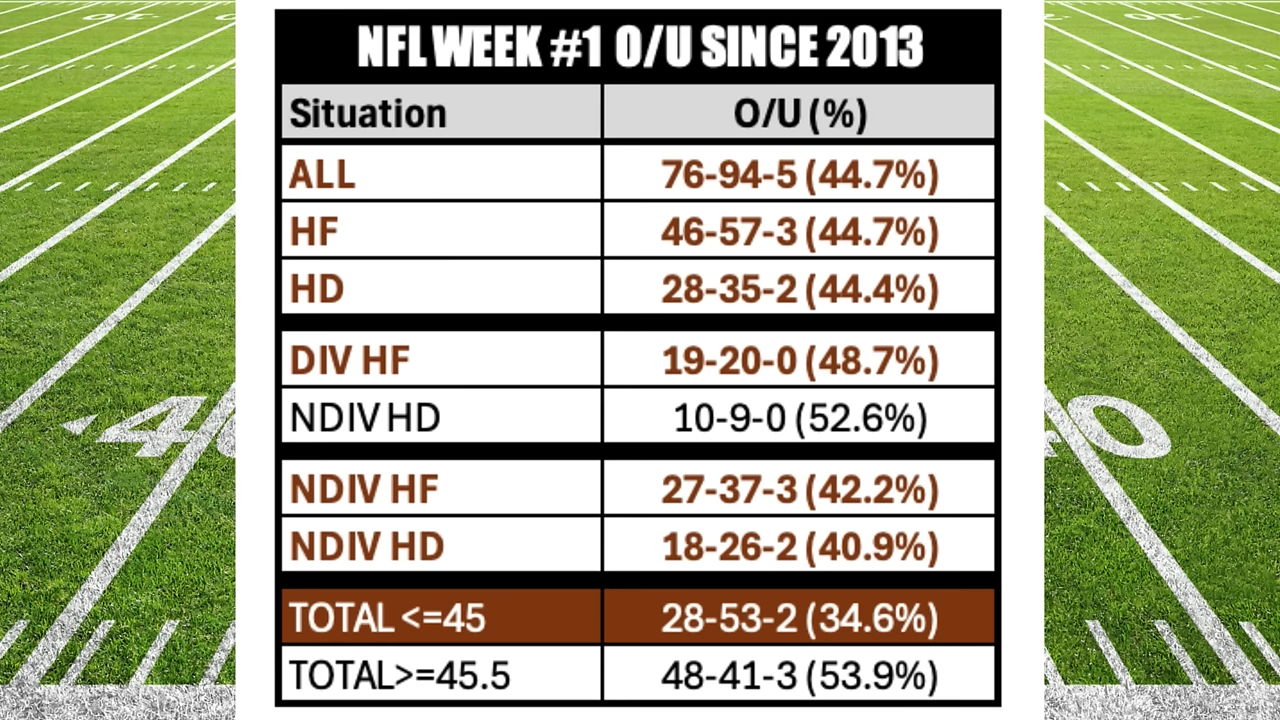 NFL WEEK #1 O/U SINCE 2013
Situation O/U (%)
ALL 76-94-5 (44.7%)
HF 46-57-3 (44.7%)
HD 28-35-2 (44.4%)
DIV HF 19-20-0 (48.7%)
NDIV HD 10-9-0 (52.6%)
NDIV HF 27-37-3 (42.2%)
NDIV HD 18-26-2 (40.9%)
TOTAL <=45 28-53-2 (34.6%)
TOTAL>=45.5 48-41-3 (53.9%)